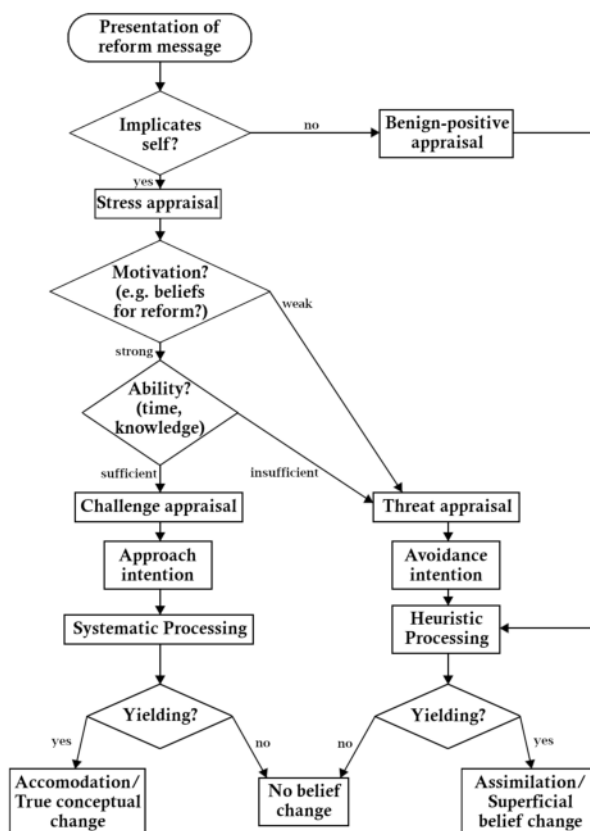 Presentation of
reform message
Implicates
self?
no
Benign-positive
appraisal
yes
Stress appraisal
Motivation?
(e.g. beliefs
for reform?)
weak
strong
Ability?
(time,
knowledge)
sufficient
insufficient
Challenge appraisal
Threat appraisal
Approach
intention
Avoidance
intention
Systematic Processing
Heuristic
Processing
Yielding?
Yielding?
yes
no
no
yes
Accomodation/
True conceptual
change
No belief
change
Assimilation/
Superficial
belief change